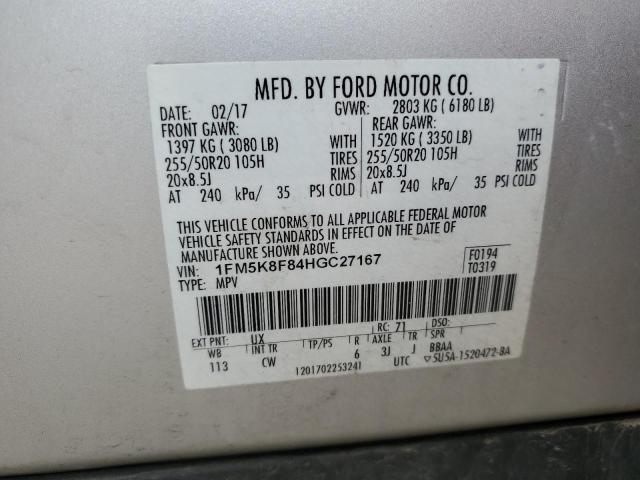 MFD. BY FORD MOTOR CO.
DATE: 02/17 GVWR: 2803 KG ( 6180 LB)
FRONT GAWR: REAR GAWR:
1397 KG ( 3080 LB) WITH 1520 KG ( 3350 LB) WITH
255/50R20 105H TIRES 255/50R20 105H TIRES
20x8.5J RIMS 20x8.5J RIMS
AT 240 kPa/ 35 PSI COLD AT 240 kPa/ 35 PSI COLD
THIS VEHICLE CONFORMS TO ALL APPLICABLE FEDERAL MOTOR
VEHICLE SAFETY STANDARDS IN EFFECT ON THE DATE OF
MANUFACTURE SHOWN ABOVE.
VIN: 1FM5K8F84HGC27167 F0194
TYPE: MPV T0319
EXT PNT: UX RC: 71 DSO:
WB INT TR TP/PS R AXLE TR SPR
113 CW 6 3J J BBAA
1201702253241 UTC ▽5U5A-1520472-BA